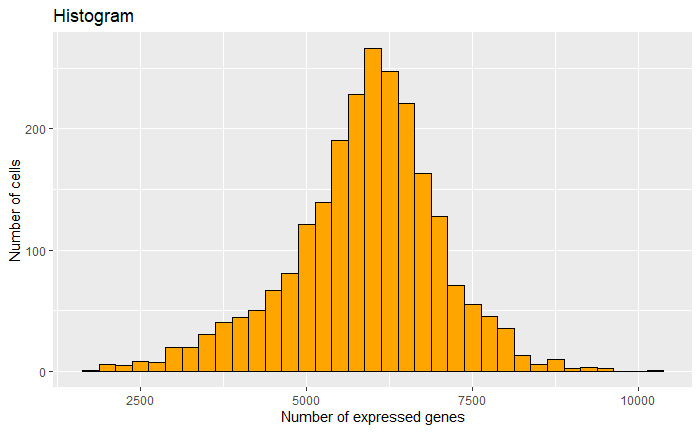 Histogram
200
100
0
Number of cells
2500 5000 7500 10000
Number of expressed genes